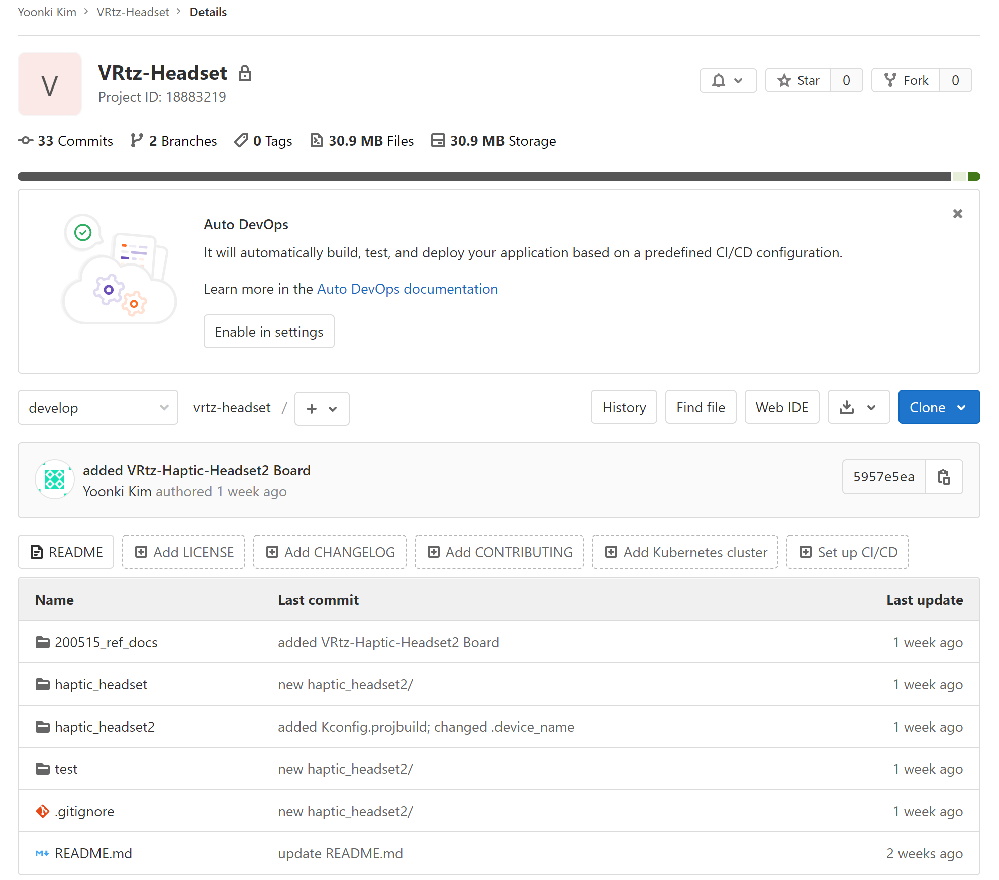 Yoonki Kim > VRtz-Headset > Details
V
VRtz-Headset
Project ID: 18883219
Star 0 Fork 0
33 Commits 2 Branches 0 Tags 30.9 MB Files 30.9 MB Storage
Auto DevOps
It will automatically build, test, and deploy your application based on a predefined CI/CD configuration.
Learn more in the Auto DevOps documentation
Enable in settings
develop vrtz-headset / + History Find file Web IDE Clone
added VRtz-Haptic-Headset2 Board
Yoonki Kim authored 1 week ago
5957e5ea
README Add LICENSE Add CHANGELOG Add CONTRIBUTING Add Kubernetes cluster Set up CI/CD
Name Last commit Last update
200515_ref_docs added VRtz-Haptic-Headset2 Board 1 week ago
haptic_headset new haptic_headset2/ 1 week ago
haptic_headset2 added Kconfig.projbuild; changed .device_name 1 week ago
test new haptic_headset2/ 1 week ago
.gitignore new haptic_headset2/ 1 week ago
README.md update README.md 2 weeks ago